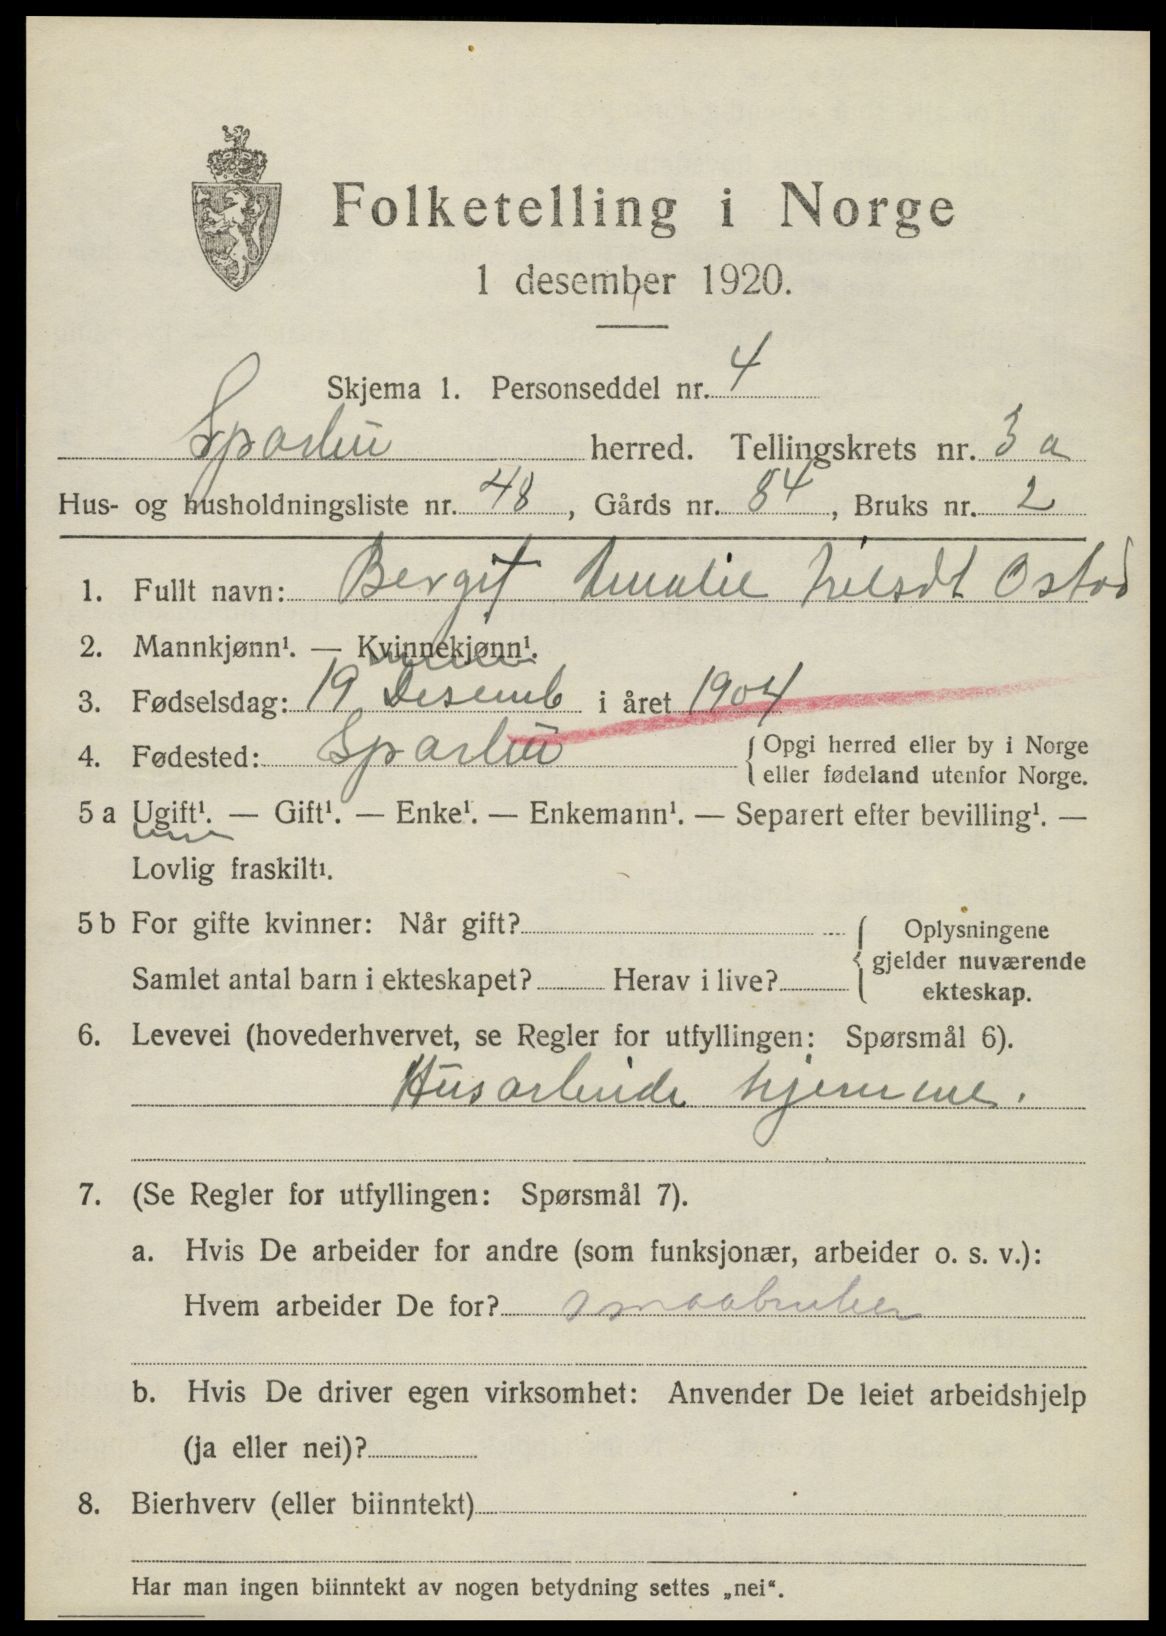 Folketelling i Norge
1 desember 1920.
Skjema 1. Personseddel nr. 4
Sparbu herred. Tellingskrets nr. 3 a
Hus- og husholdningsliste nr. 48, Gårds nr. 84, Bruks nr. 2
1. Fullt navn: Bergit Amalie Nilsdt Østad
2. Mannkjønn¹. — Kvinnekjønn¹.
3. Fødselsdag: 19 Desemb i året 1904
4. Fødested: Sparbu { Opgi herred eller by i Norge
eller fødeland utenfor Norge.
5 a Ugift¹. — Gift¹. — Enke¹. — Enkemann¹. — Separert efter bevilling¹. —
Lovlig fraskilt¹.
5 b For gifte kvinner: Når gift? { Oplysningene
gjelder nuværende
Samlet antal barn i ekteskapet? Herav i live? ekteskap.
6. Levevei (hovederhvervet, se Regler for utfyllingen: Spørsmål 6).
Husarbeide hjemme.
7. (Se Regler for utfyllingen: Spørsmål 7).
a. Hvis De arbeider for andre (som funksjonær, arbeider o. s. v.):
Hvem arbeider De for? smaabruker
b. Hvis De driver egen virksomhet: Anvender De leiet arbeidshjelp
(ja eller nei)?
8. Bierhverv (eller biinntekt)
Har man ingen biinntekt av nogen betydning settes „nei“.